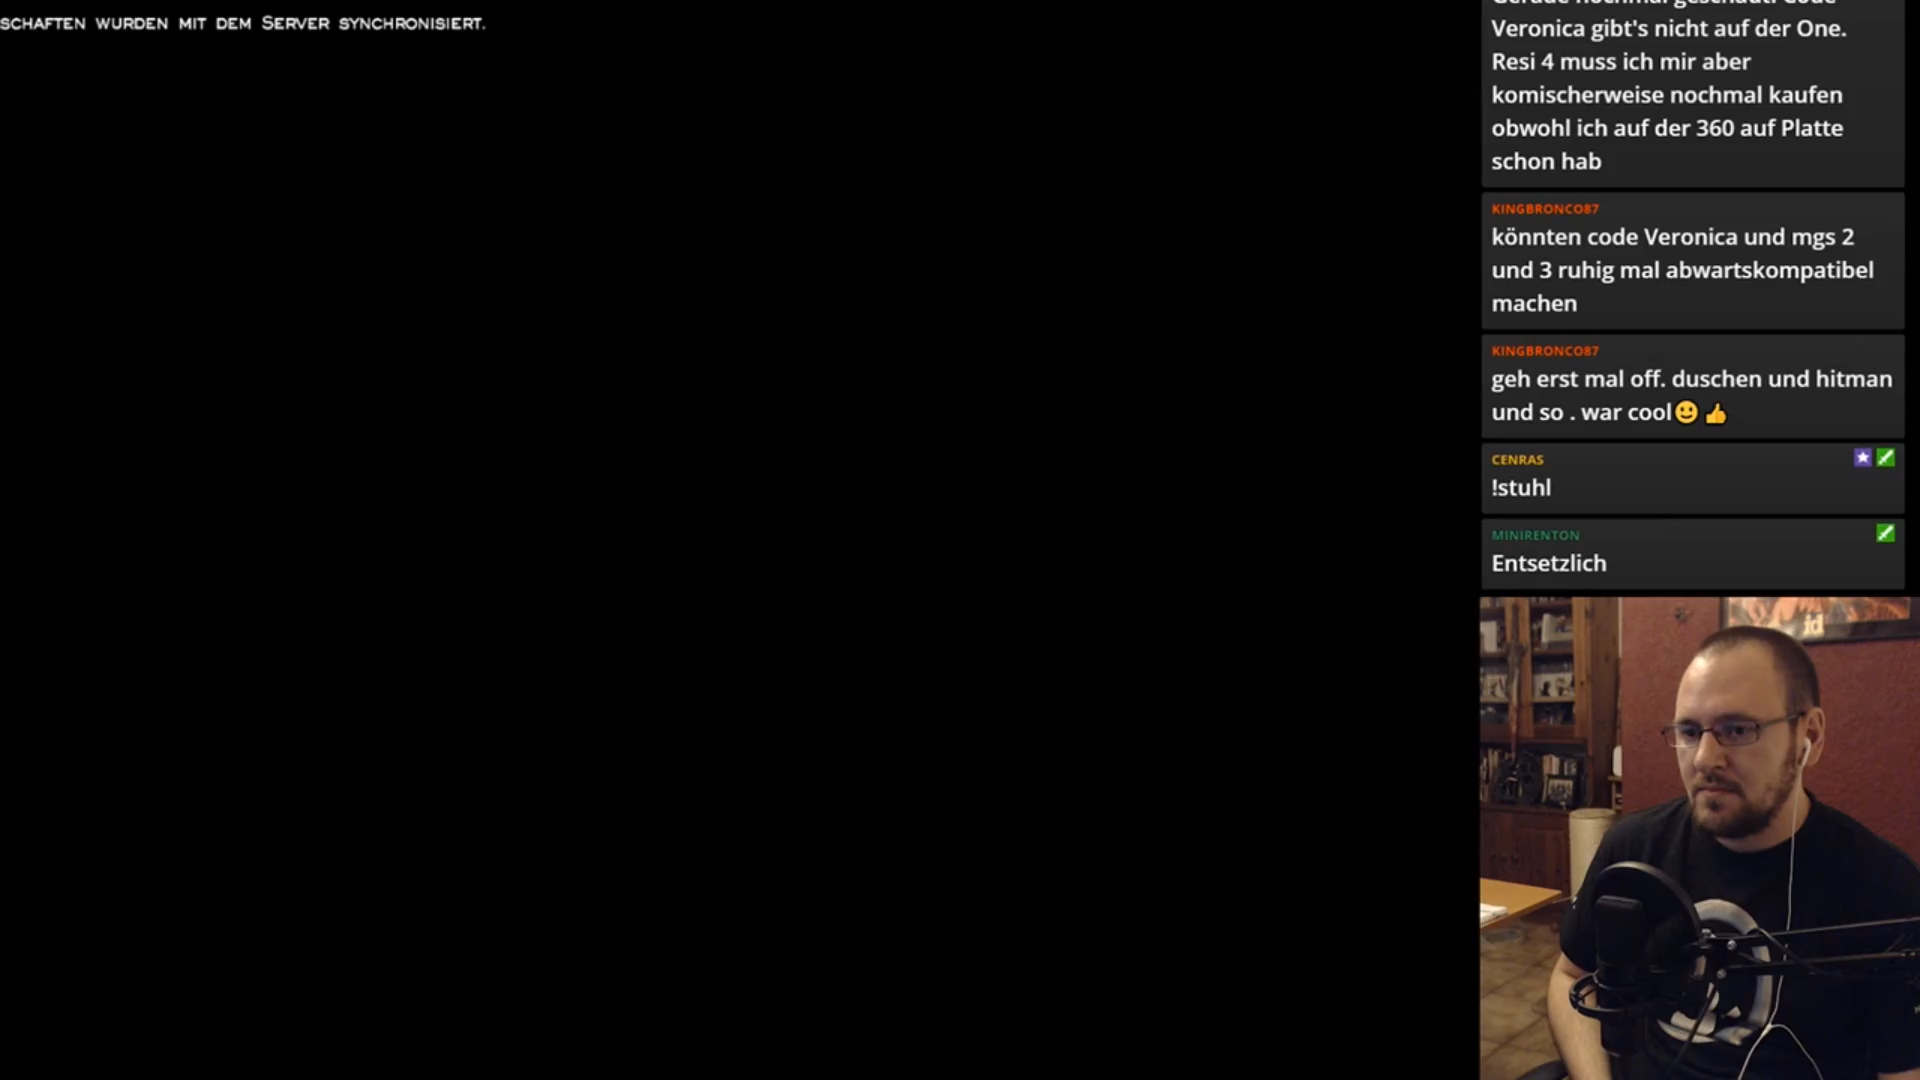 SCHAFTEN WURDEN MIT DEM SERVER SYNCHRONISIERT.
Veronica gibt's nicht auf der One.
Resi 4 muss ich mir aber
komischerweise nochmal kaufen
obwohl ich auf der 360 auf Platte
schon hab
KINGBRONCO87
könnten code Veronica und mgs 2
und 3 ruhig mal abwartskompatibel
machen
KINGBRONCO87
geh erst mal off. duschen und hitman
und so . war cool🙂👍
CENRAS
!stuhl
MINIRENTON
Entsetzlich
id